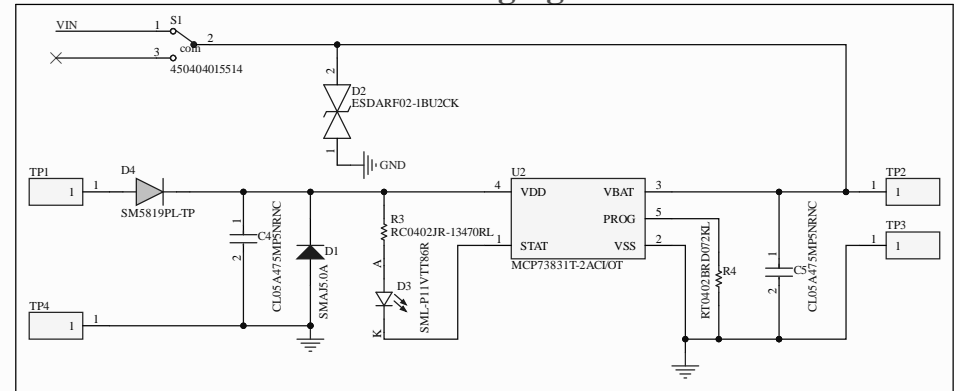 VIN
1
S1
2
com
3
450404015514
2
D2
ESDARF02-1BU2CK
1
GND
TP1
1
1
D4
SM5819PL-TP
U2
4
VDD
VBAT
3
PROG
5
1
STAT
VSS
2
MCP73831T-2ACI/OT
TP2
1
1
TP3
1
1
1
C4
2
CL05A475MP5NRNC
D1
SMAJ5.0A
R3
RC0402JR-13470RL
A
D3
K
SML-P11VTT86R
RT0402BRD072KL
R4
1
C5
2
CL05A475MP5NRNC
TP4
1
1